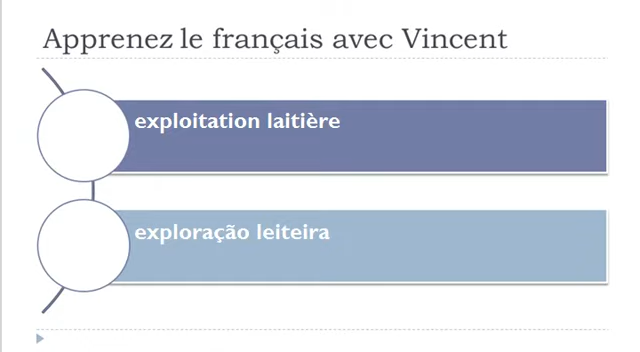 Apprenez le français avec Vincent
exploitation laitière
exploração leiteira